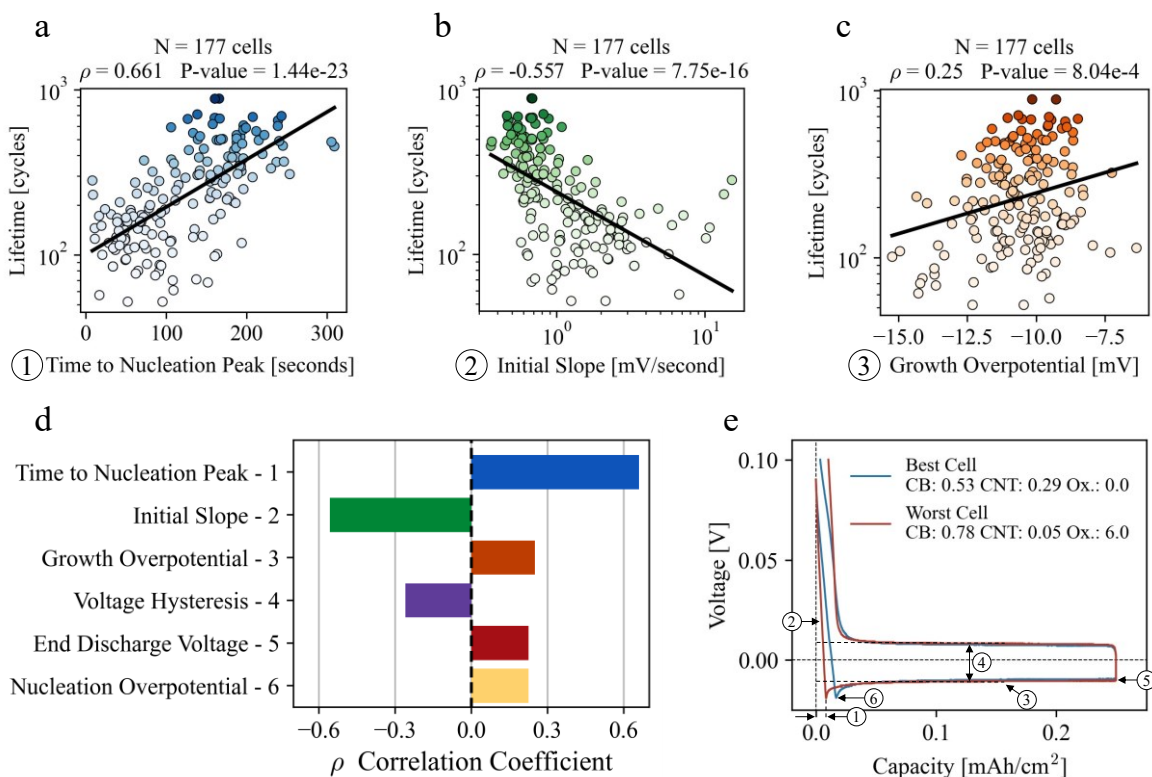 a
N = 177 cells
ρ = 0.661 P-value = 1.44e-23
10³
10²
Lifetime [cycles]
0 100 200 300
① Time to Nucleation Peak [seconds]
b
N = 177 cells
ρ = -0.557 P-value = 7.75e-16
10³
10²
Lifetime [cycles]
10⁰ 10¹
② Initial Slope [mV/second]
c
N = 177 cells
ρ = 0.25 P-value = 8.04e-4
10³
10²
Lifetime [cycles]
−15.0 −12.5 −10.0 −7.5
③ Growth Overpotential [mV]
d
Time to Nucleation Peak - 1
Initial Slope - 2
Growth Overpotential - 3
Voltage Hysteresis - 4
End Discharge Voltage - 5
Nucleation Overpotential - 6
−0.6 −0.3 0.0 0.3 0.6
ρ Correlation Coefficient
e
0.10
0.05
0.00
Voltage [V]
Best Cell
CB: 0.53 CNT: 0.29 Ox.: 0.0
Worst Cell
CB: 0.78 CNT: 0.05 Ox.: 6.0
②
④
⑤
⑥
③
①
0.0 0.1 0.2
Capacity [mAh/cm²]